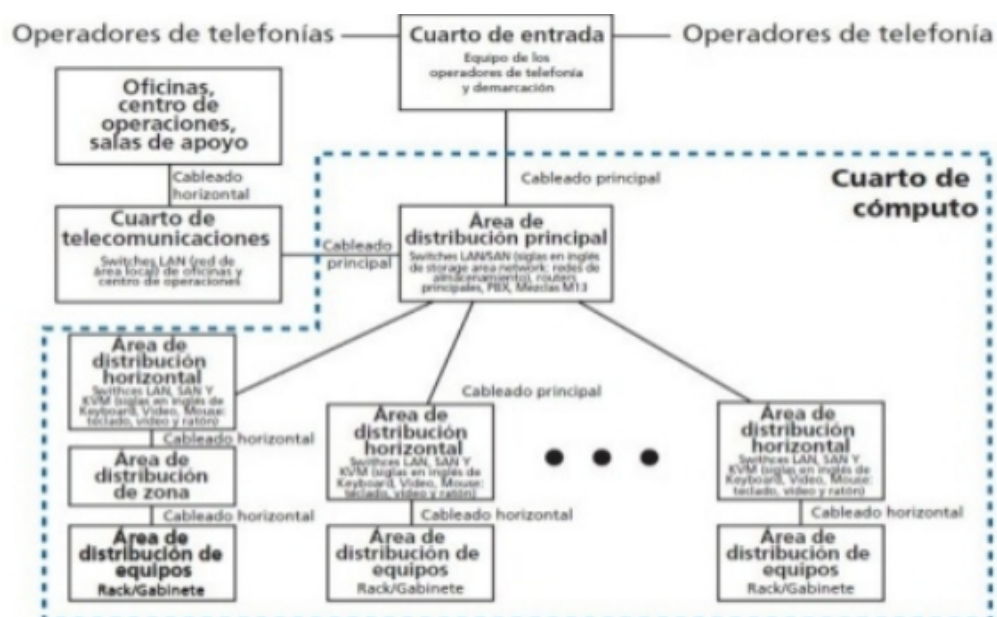 Operadores de telefonías
Cuarto de entrada
Equipo de los
operadores de telefonía
y demarcación
Operadores de telefonía
Oficinas,
centro de
operaciones,
salas de apoyo
Cableado
horizontal
Cableado principal
Cuarto de
cómputo
Cuarto de
telecomunicaciones
Switches LAN (red de
área local) de oficinas y
centro de operaciones
Cableado
principal
Área de
distribución principal
Switches LAN/SAN (siglas en inglés
de storage area network: redes de
almacenamiento), routers
principales, PBX, Mezclas M13
Área de
distribución
horizontal
Swithces LAN, SAN Y
KVM (siglas en inglés de
Keyboard, Video, Mouse:
teclado, video y ratón)
Cableado horizontal
Área de
distribución
de zona
Cableado horizontal
Área de
distribución de
equipos
Rack/Gabinete
Cableado principal
Área de
distribución
horizontal
Swithces LAN, SAN Y
KVM (siglas en inglés de
Keyboard, Video, Mouse:
teclado, video y ratón)
Cableado horizontal
Área de
distribución de
equipos
Rack/Gabinete
Área de
distribución
horizontal
Swithces LAN, SAN Y
KVM (siglas en inglés de
Keyboard, Video, Mouse:
teclado, video y ratón)
Cableado horizontal
Área de
distribución de
equipos
Rack/Gabinete